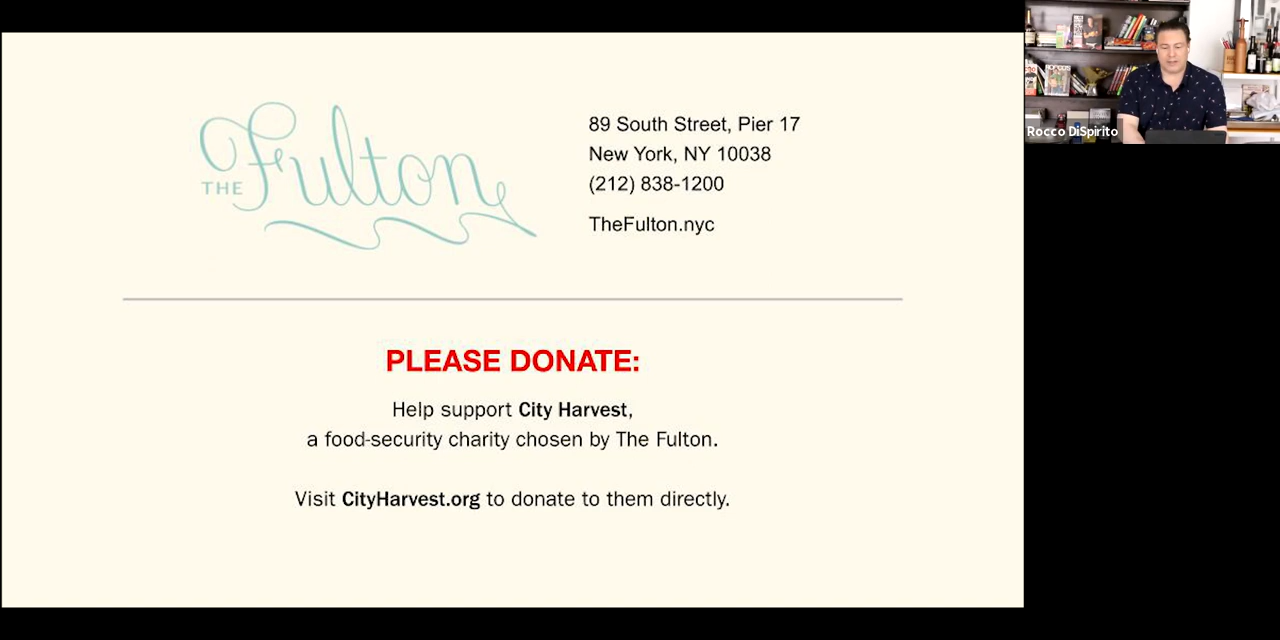 THE Fulton
89 South Street, Pier 17
New York, NY 10038
(212) 838-1200
TheFulton.nyc
PLEASE DONATE:
Help support City Harvest,
a food-security charity chosen by The Fulton.
Visit CityHarvest.org to donate to them directly.
Rocco DiSpirito